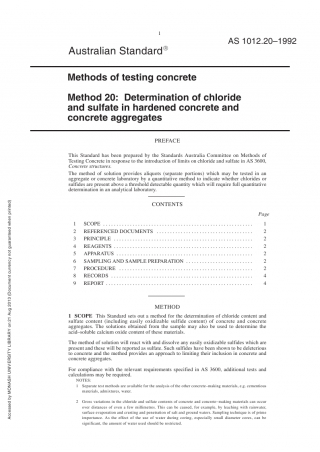 1
AS 1012.20–1992
Australian Standard®
Methods of testing concrete
Method 20: Determination of chloride
and sulfate in hardened concrete and
concrete aggregates
PREFACE
This Standard has been prepared by the Standards Australia Committee on Methods of
Testing Concrete in response to the introduction of limits on chloride and sulfate in AS 3600,
Concrete structures.
The method of solution provides aliquots (separate portions) which may be tested in an
aggregate or concrete laboratory by a quantitative method to indicate whether chlorides or
sulfates are present above a threshold detectable quantity which will require full quantitative
determination in an analytical laboratory.
CONTENTS
Page
1 SCOPE 1
2 REFERENCED DOCUMENTS 2
3 PRINCIPLE 2
4 REAGENTS 2
5 APPARATUS 2
6 SAMPLING AND SAMPLE PREPARATION 2
7 PROCEDURE 2
8 RECORDS 4
9 REPORT 4
METHOD
1 SCOPE This Standard sets out a method for the determination of chloride content and
sulfate content (including easily oxidizable sulfide content) of concrete and concrete
aggregates. The solutions obtained from the sample may also be used to determine the
acid-soluble calcium oxide content of these materials.
The method of solution will react with and dissolve any easily oxidizable sulfides which are
present and these will be reported as sulfate. Such sulfides have been shown to be deleterious
to concrete and the method provides an approach to limiting their inclusion in concrete and
concrete aggregates.
For compliance with the relevant requirements specified in AS 3600, additional tests and
calculations may be required.
NOTES:
1 Separate test methods are available for the analysis of the other concrete-making materials, e.g. cementitious
materials, admixtures, water.
2 Gross variations in the chloride and sulfate contents of concrete and concrete-making materials can occur
over distances of even a few millimetres. This can be caused, for example, by leaching with rainwater,
surface evaporation and coating and penetration of salt and ground waters. Sampling technique is of prime
importance. As the effect of the use of water during coring, especially small diameter cores, can be
significant, the amount of water used should be restricted.
Accessed by MONASH UNIVERSITY LIBRARY on 21 Aug 2013 (Document currency not guaranteed when printed)